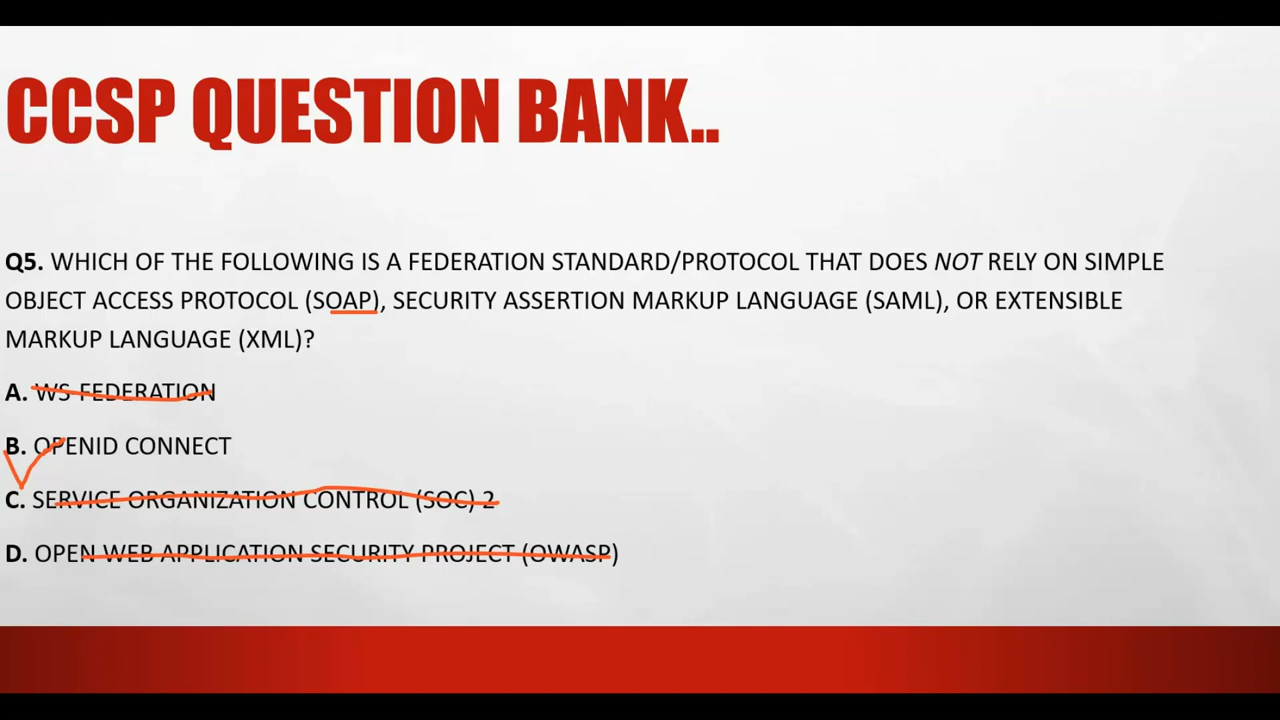 CCSP QUESTION BANK..
Q5. WHICH OF THE FOLLOWING IS A FEDERATION STANDARD/PROTOCOL THAT DOES NOT RELY ON SIMPLE
OBJECT ACCESS PROTOCOL (SOAP), SECURITY ASSERTION MARKUP LANGUAGE (SAML), OR EXTENSIBLE
MARKUP LANGUAGE (XML)?
A. WS-FEDERATION
B. OPENID CONNECT
C. SERVICE ORGANIZATION CONTROL (SOC) 2
D. OPEN WEB APPLICATION SECURITY PROJECT (OWASP)